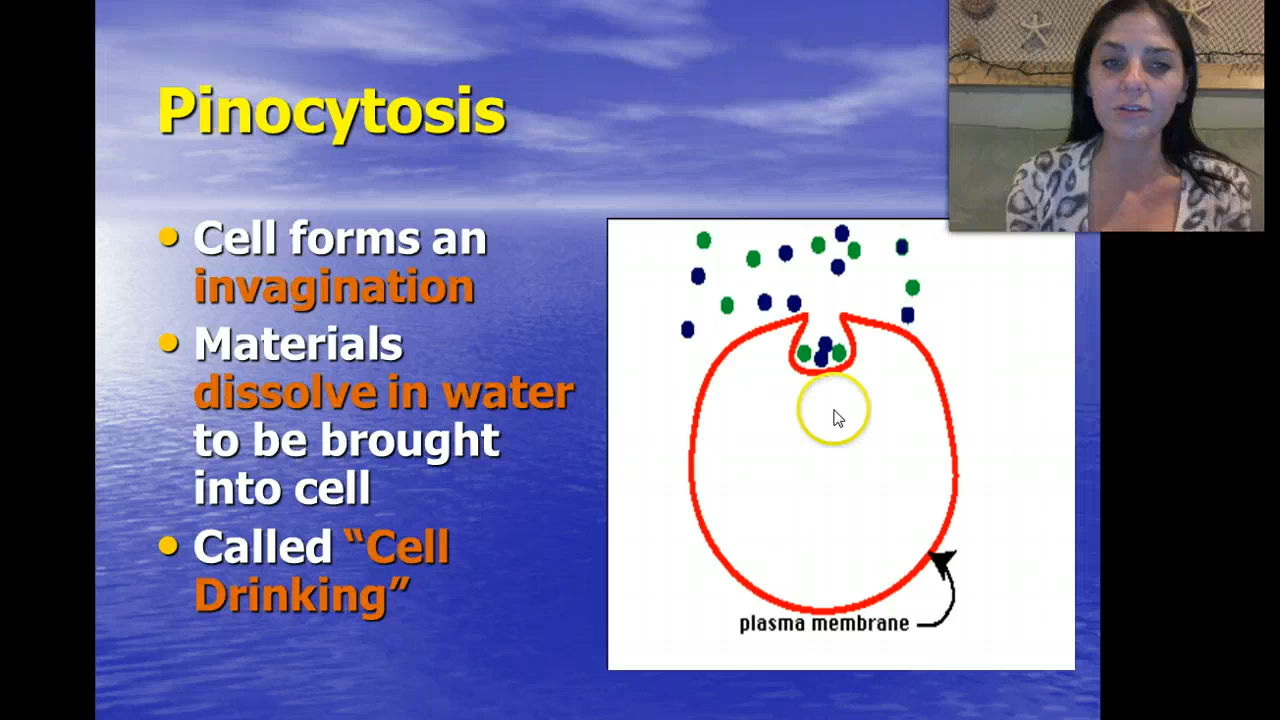 Pinocytosis
• Cell forms an
invagination
• Materials
dissolve in water
to be brought
into cell
• Called “Cell
Drinking”
plasma membrane